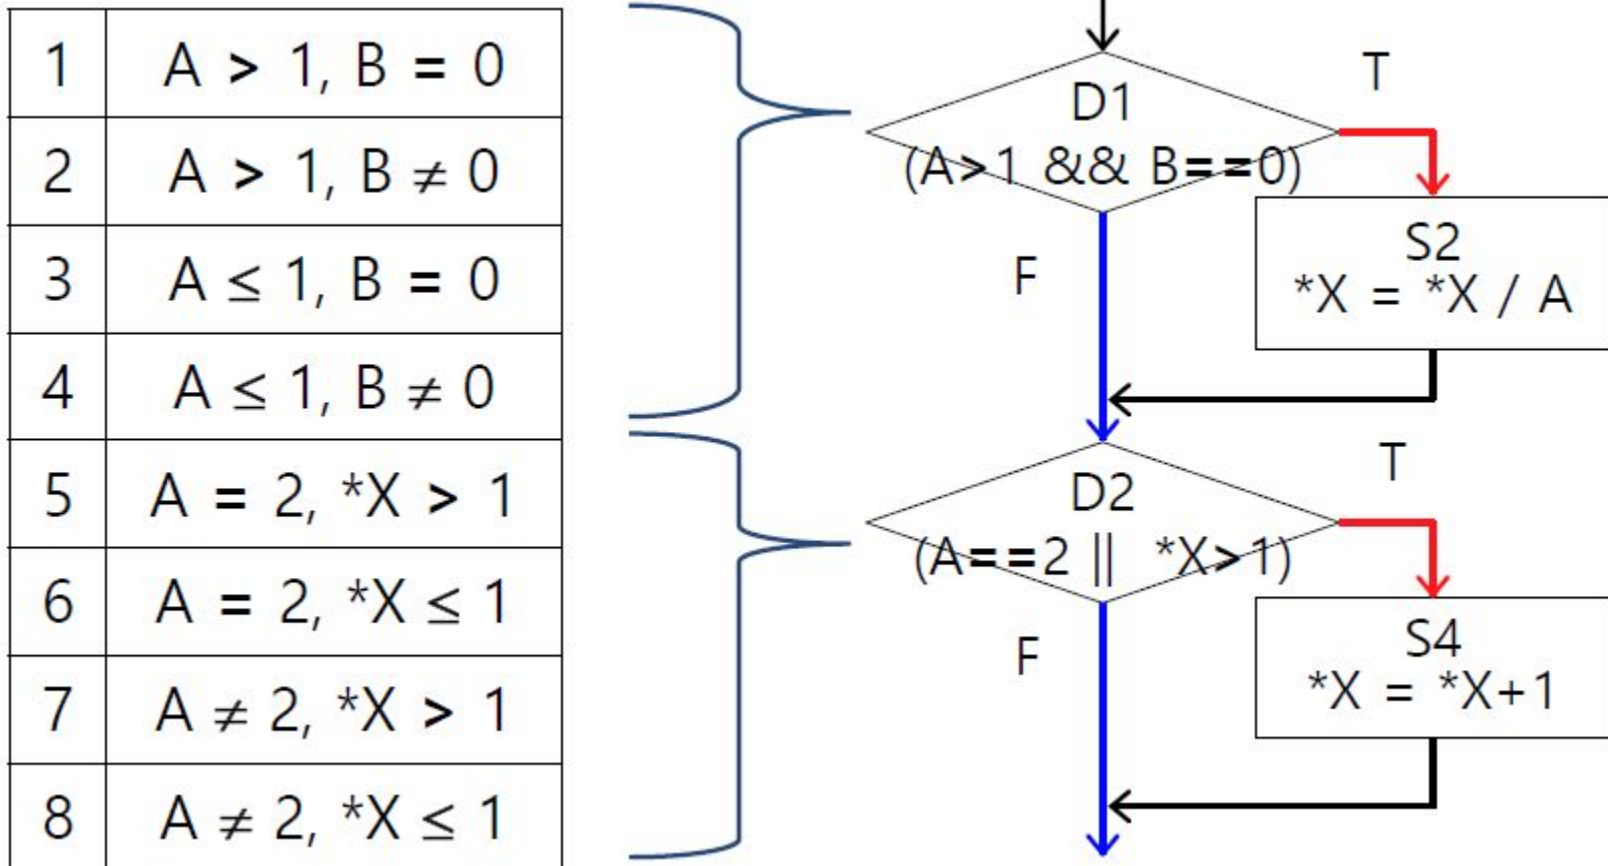 1 A > 1, B = 0
2 A > 1, B ≠ 0
3 A ≤ 1, B = 0
4 A ≤ 1, B ≠ 0
5 A = 2, *X > 1
6 A = 2, *X ≤ 1
7 A ≠ 2, *X > 1
8 A ≠ 2, *X ≤ 1
T
D1
(A>1 && B==0)
F
S2
*X = *X / A
T
D2
(A==2 || *X>1)
F
S4
*X = *X+1